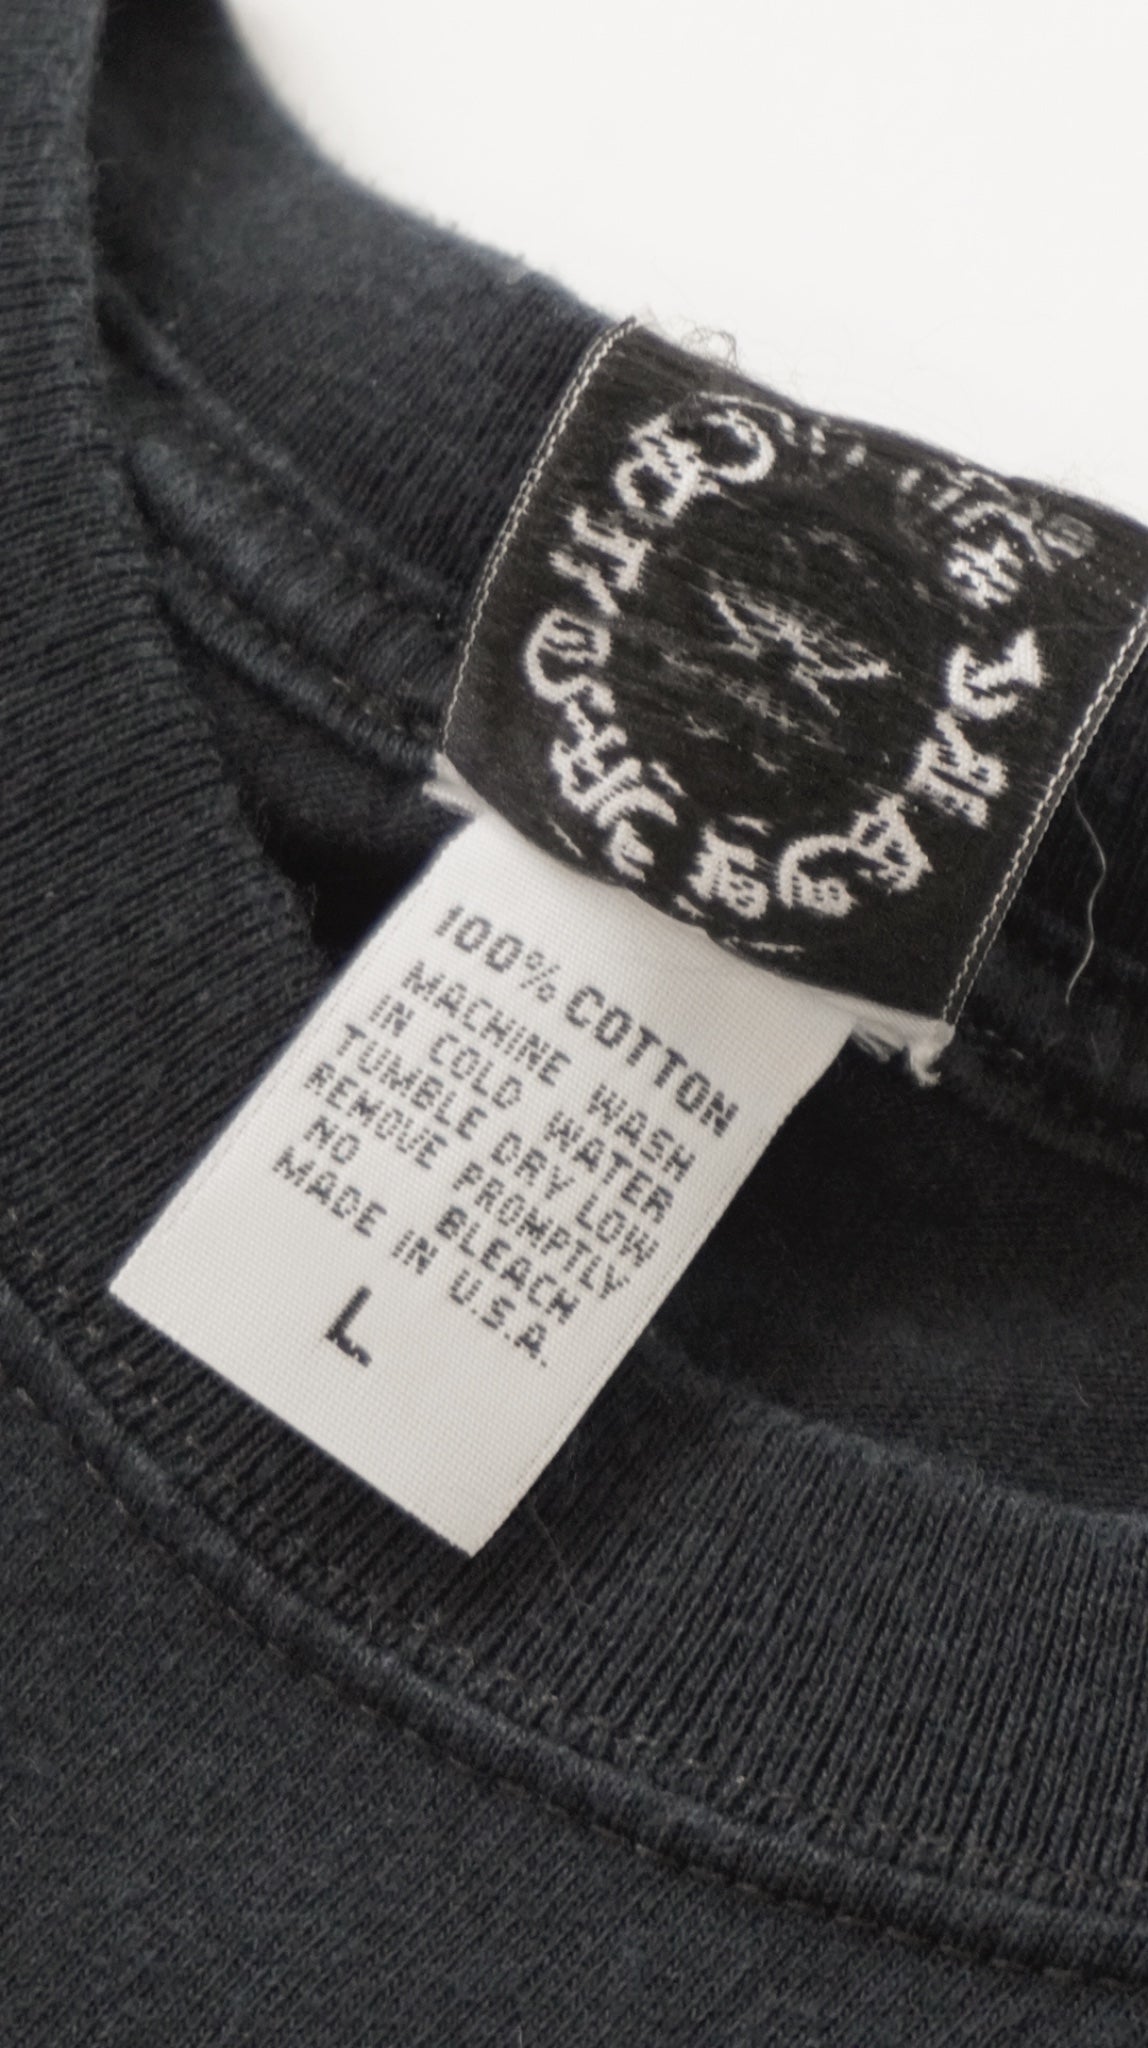 100% COTTON
MACHINE WASH
IN COLD WATER
TUMBLE DRY LOW
REMOVE PROMPTLY
NO BLEACH
MADE IN U.S.A.
L